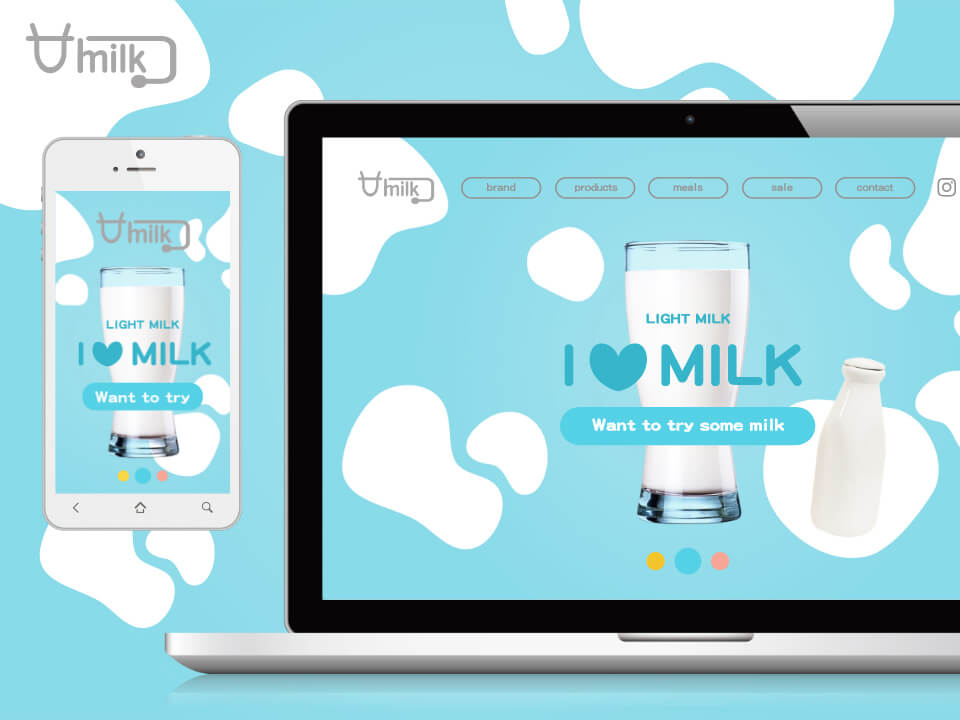 milk
milk
LIGHT MILK
I MILK
Want to try
milk
brand
products
meals
sale
contact
LIGHT MILK
I MILK
Want to try some milk